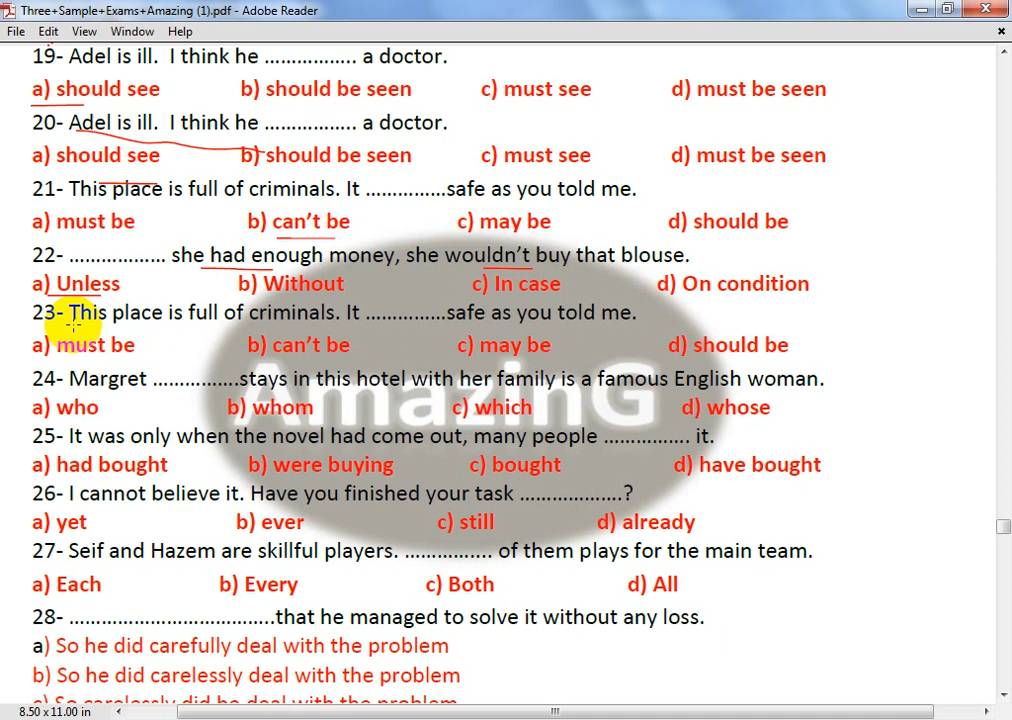 Three+Sample+Exams+Amazing (1).pdf - Adobe Reader
File Edit View Window Help
19- Adel is ill. I think he ................. a doctor.
a) should see b) should be seen c) must see d) must be seen
20- Adel is ill. I think he ................. a doctor.
a) should see b) should be seen c) must see d) must be seen
21- This place is full of criminals. It ...............safe as you told me.
a) must be b) can't be c) may be d) should be
22- .................. she had enough money, she wouldn't buy that blouse.
a) Unless b) Without c) In case d) On condition
23- This place is full of criminals. It ...............safe as you told me.
a) must be b) can't be c) may be d) should be
24- Margret ................stays in this hotel with her family is a famous English woman.
a) who b) whom c) which d) whose
25- It was only when the novel had come out, many people ................ it.
a) had bought b) were buying c) bought d) have bought
26- I cannot believe it. Have you finished your task ...................?
a) yet b) ever c) still d) already
27- Seif and Hazem are skillful players. ................ of them plays for the main team.
a) Each b) Every c) Both d) All
28- ......................................that he managed to solve it without any loss.
a) So he did carefully deal with the problem
b) So he did carelessly deal with the problem
c) So carelessly did he deal with the problem
AmazinG
8.50 x 11.00 in